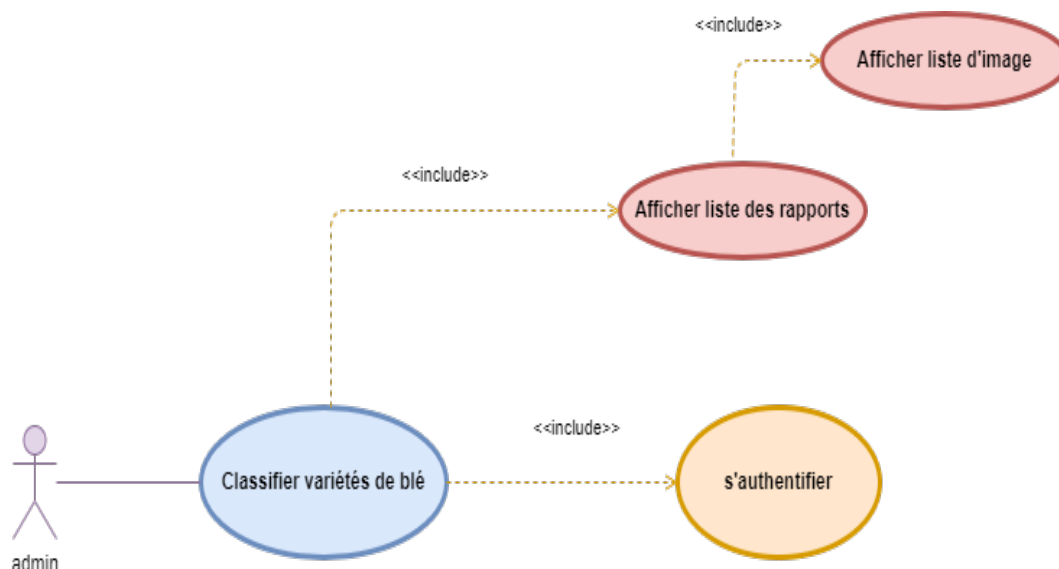 <<include>>
Afficher liste d'image
<<include>>
Afficher liste des rapports
<<include>>
Classifier variétés de blé
s'authentifier
admin